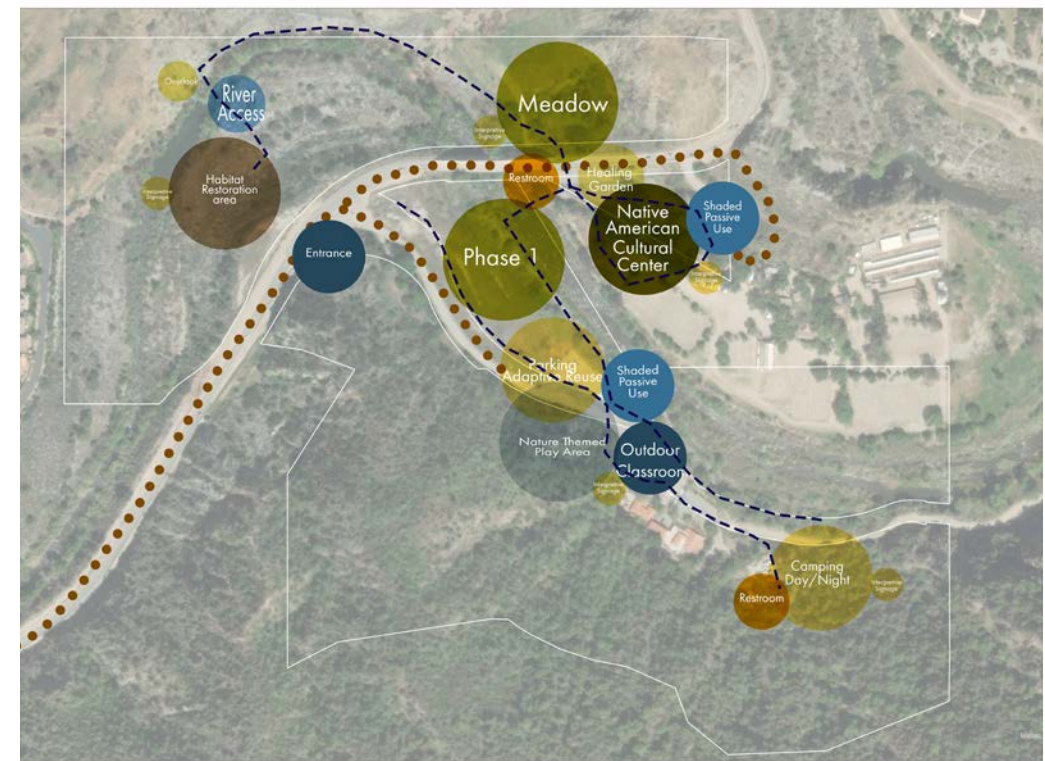 Overlook
River
Access
Meadow
Interpretive
Signage
Habitat
Restoration
area
Interpretive
Signage
Restroom
Healing
Garden
Native
American
Cultural
Center
Shaded
Passive
Use
Entrance
Phase 1
Interpretive
Parking
Adaptive Reuse
Shaded
Passive
Use
Nature Themed
Play Area
Outdoor
Classroom
Interpretive
Signage
Camping
Day/Night
Interpretive
Signage
Restroom